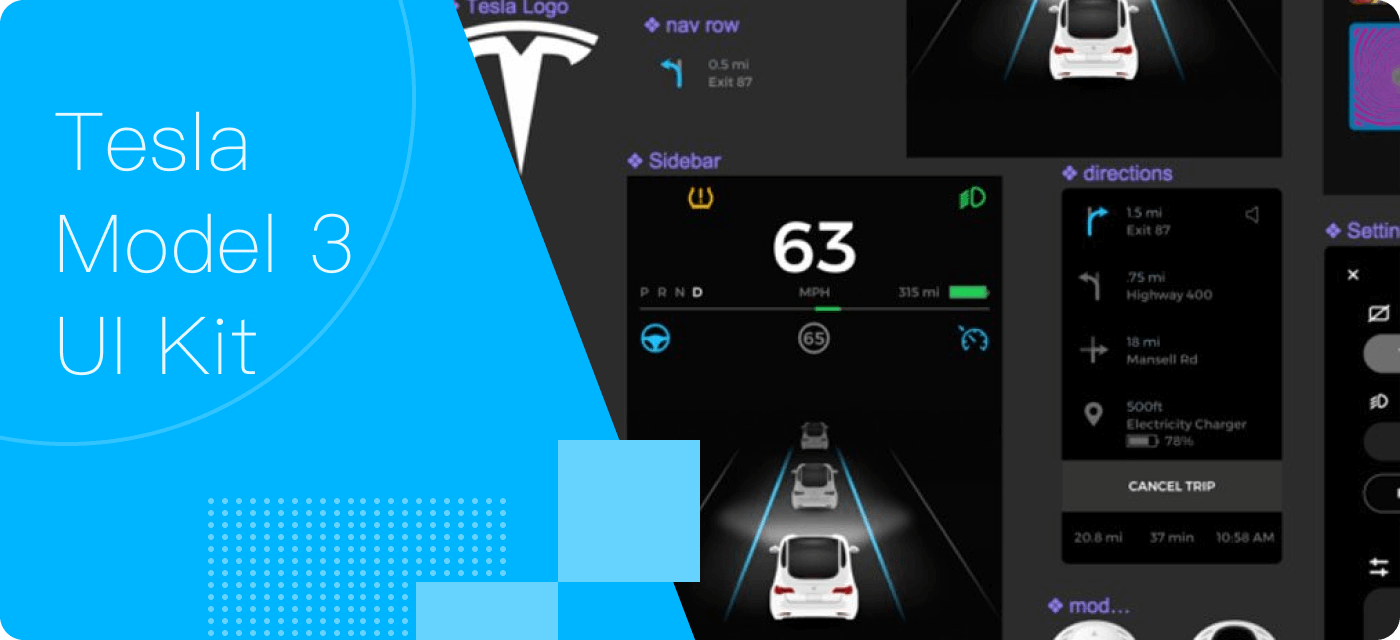 Tesla
Model 3
UI Kit
Tesla Logo
nav row
0.5 mi
Exit 87
Sidebar
63
P R N D
MPH
315 mi
65
directions
1.5 mi
Exit 87
.75 mi
Highway 400
18 mi
Mansell Rd
500ft
Electricity Charger
78%
CANCEL TRIP
20.8 mi 37 min 10:58 AM
mod...
Settin